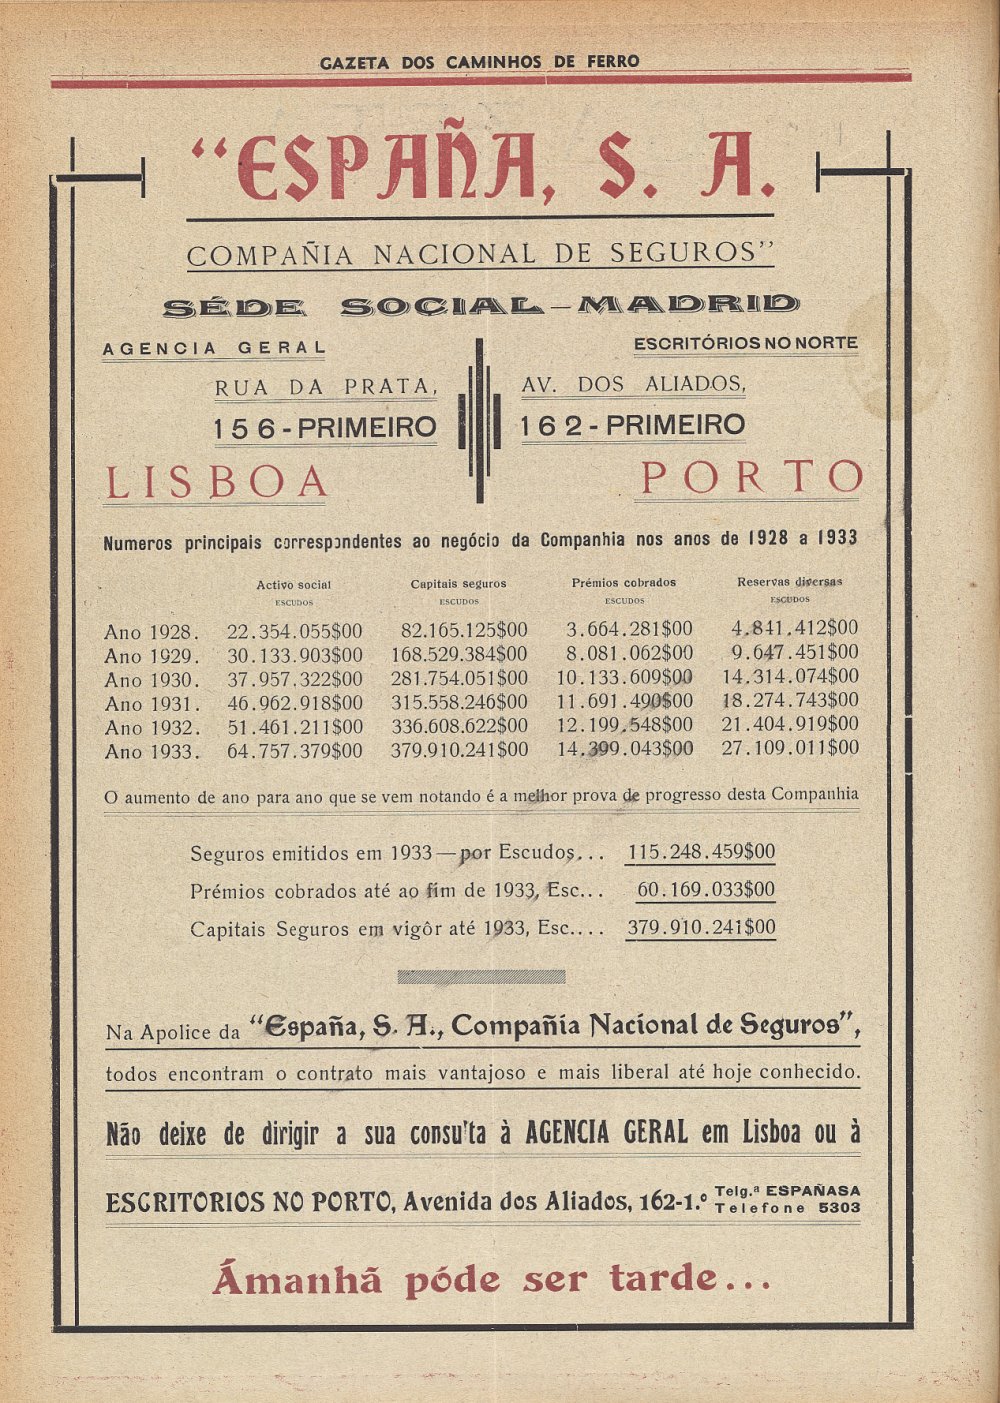 GAZETA DOS CAMINHOS DE FERRO
"ESPAÑA, S. A.
COMPAÑIA NACIONAL DE SEGUROS"
SÉDE SOCIAL—MADRID
AGENCIA GERAL
RUA DA PRATA,
156-PRIMEIRO
LISBOA
ESCRITÓRIOS NO NORTE
AV. DOS ALIADOS,
162-PRIMEIRO
PORTO
Numeros principais correspondentes ao negócio da Companhia nos anos de 1928 a 1933
Activo social Capitais seguros Prémios cobrados Reservas diversas
ESCUDOS ESCUDOS ESCUDOS ESCUDOS
Ano 1928. 22.354.055$00 82.165.125$00 3.664.281$00 4.841.412$00
Ano 1929. 30.133.903$00 168.529.384$00 8.081.062$00 9.647.451$00
Ano 1930. 37.957.322$00 281.754.051$00 10.133.609$00 14.314.074$00
Ano 1931. 46.962.918$00 315.558.246$00 11.691.490$00 18.274.743$00
Ano 1932. 51.461.211$00 336.608.622$00 12.199.548$00 21.404.919$00
Ano 1933. 64.757.379$00 379.910.241$00 14.399.043$00 27.109.011$00
O aumento de ano para ano que se vem notando é a melhor prova de progresso desta Companhia
Seguros emitidos em 1933—por Escudos... 115.248.459$00
Prémios cobrados até ao fim de 1933, Esc... 60.169.033$00
Capitais Seguros em vigôr até 1933, Esc.... 379.910.241$00
Na Apolice da "España, S. A., Compañia Nacional de Seguros",
todos encontram o contrato mais vantajoso e mais liberal até hoje conhecido.
Não deixe de dirigir a sua consulta à AGENCIA GERAL em Lisboa ou à
ESCRITORIOS NO PORTO, Avenida dos Aliados, 162-1.º Telg.ª ESPAÑASA
Telefone 5303
Ámanhã póde ser tarde...